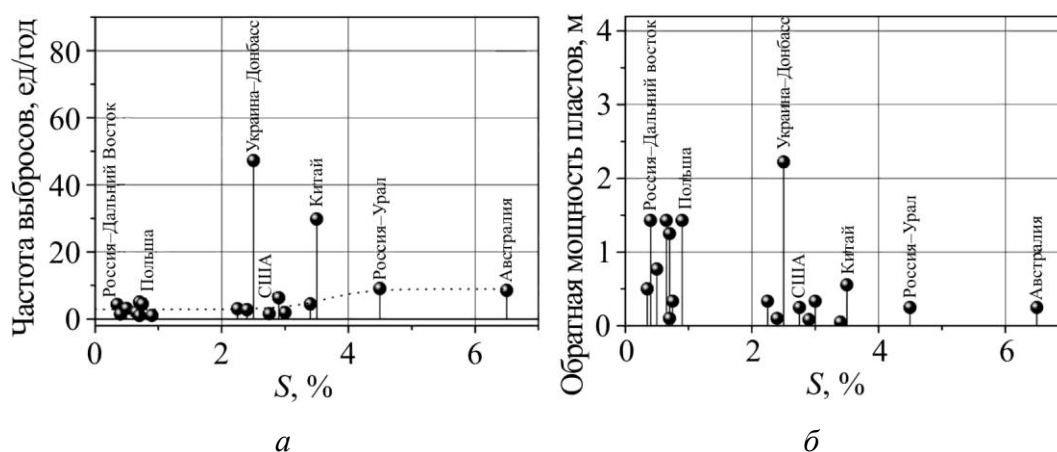 Частота выбросов, ед/год
80
60
40
20
0
0
2
4
6
S, %
Россия–Дальний Восток
Польша
Украина–Донбасс
США
Китай
Россия–Урал
Австралия
а
Обратная мощность пластов, м
4
3
2
1
0
0
2
4
6
S, %
Россия–Дальний восток
Польша
Украина–Донбасс
США
Китай
Россия–Урал
Австралия
б